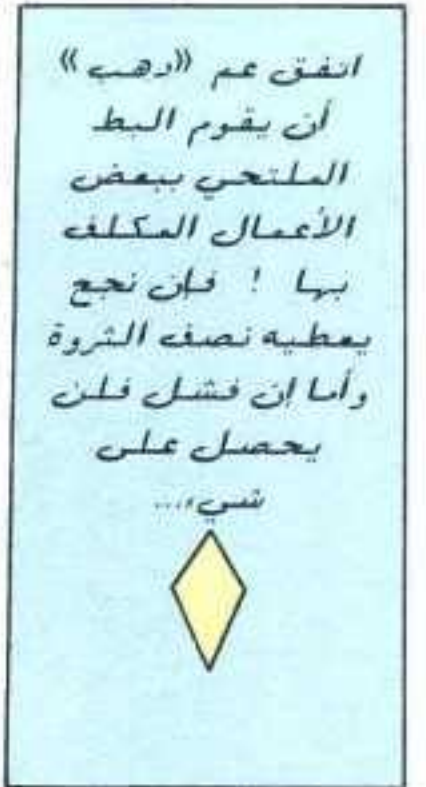 اتفق عم «دهب»
أن يقوم البط
الملتحي ببعض
الأعمال المكلف
بها ! فإن نجح
يعطيه نصف الثروة
وأما إن فشل فلن
يحصل على
شيء...